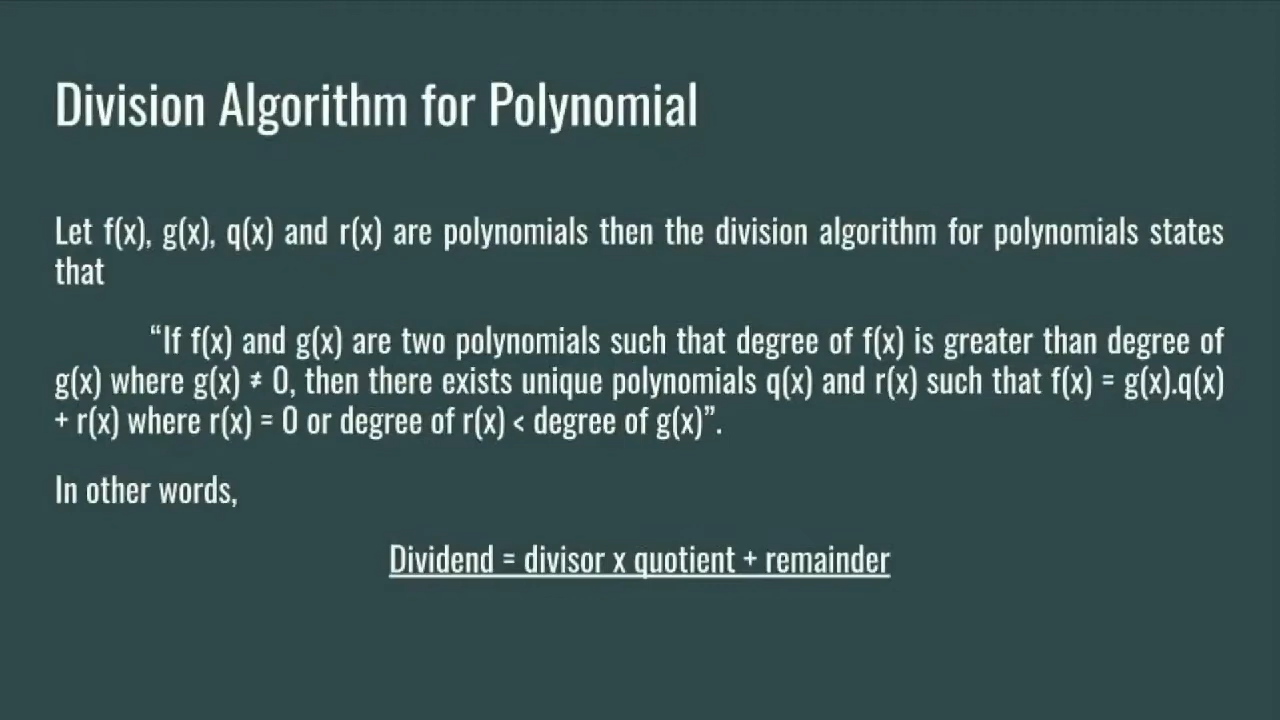 Division Algorithm for Polynomial
Let f(x), g(x), q(x) and r(x) are polynomials then the division algorithm for polynomials states
that
“If f(x) and g(x) are two polynomials such that degree of f(x) is greater than degree of
g(x) where g(x) ≠ 0, then there exists unique polynomials q(x) and r(x) such that f(x) = g(x).q(x)
+ r(x) where r(x) = 0 or degree of r(x) < degree of g(x)”.
In other words,
Dividend = divisor x quotient + remainder